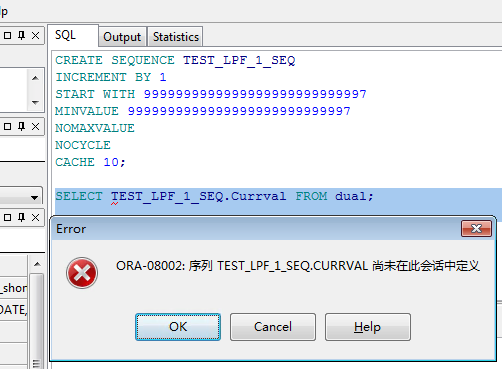 lp
SQL
Output
Statistics
CREATE SEQUENCE TEST_LPF_1_SEQ
INCREMENT BY 1
START WITH 9999999999999999999999999997
MINVALUE 9999999999999999999999999997
NOMAXVALUE
NOCYCLE
CACHE 10;
SELECT TEST_LPF_1_SEQ.Currval FROM dual;
Error
ORA-08002: 序列 TEST_LPF_1_SEQ.CURRVAL 尚未在此会话中定义
OK
Cancel
Help
_shor
DATE,